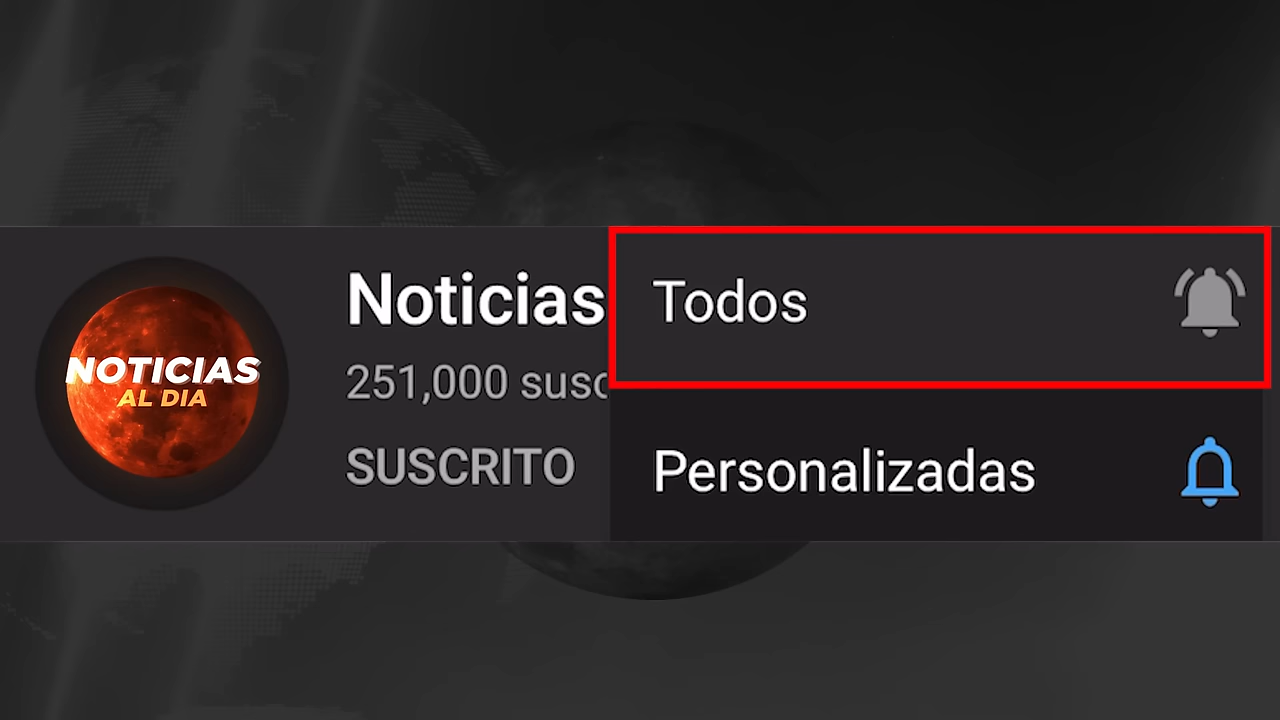 NOTICIAS
AL DIA
Noticias
251,000 susc
SUSCRITO
Todos
Personalizadas